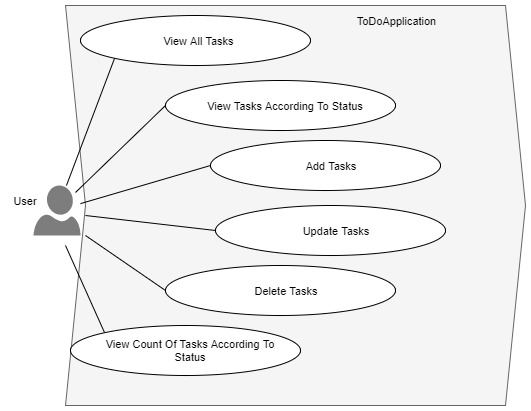 ToDoApplication
View All Tasks
View Tasks According To Status
Add Tasks
User
Update Tasks
Delete Tasks
View Count Of Tasks According To
Status